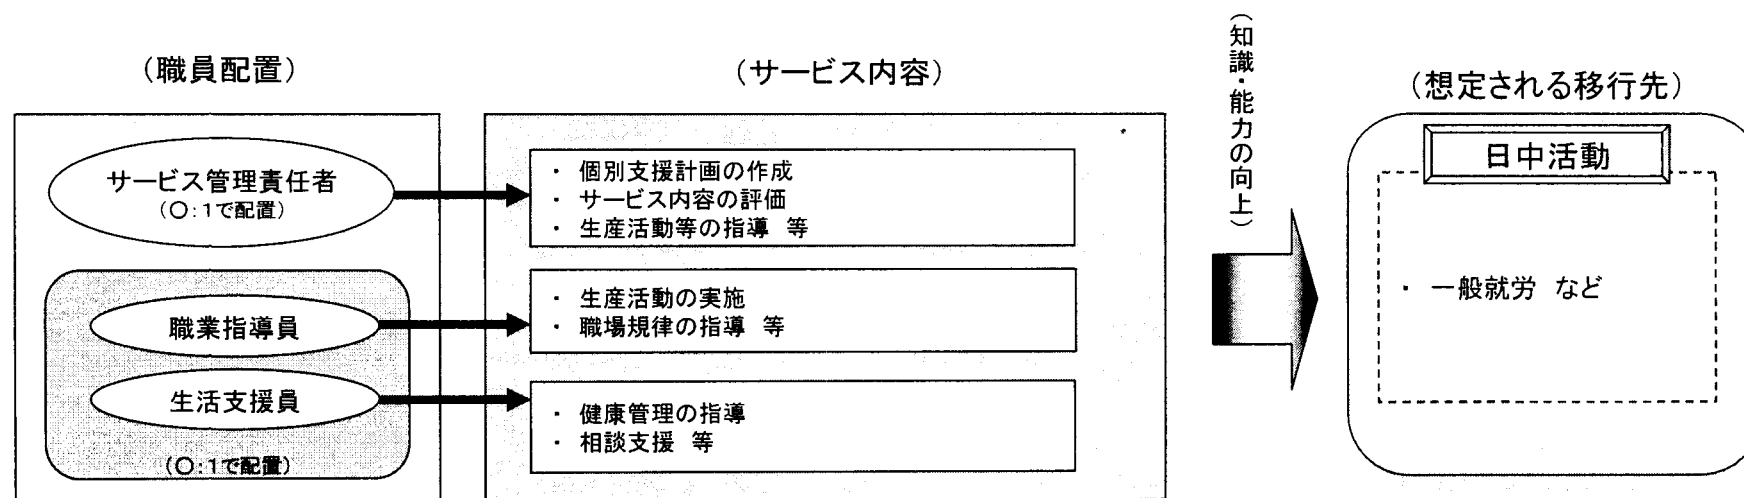 (職員配置)
サービス管理責任者
(○:1で配置)
職業指導員
生活支援員
(○:1で配置)
(サービス内容)
・ 個別支援計画の作成
・ サービス内容の評価
・ 生産活動等の指導 等
・ 生産活動の実施
・ 職場規律の指導 等
・ 健康管理の指導
・ 相談支援 等
(知識・能力の向上)
(想定される移行先)
日中活動
・ 一般就労 など